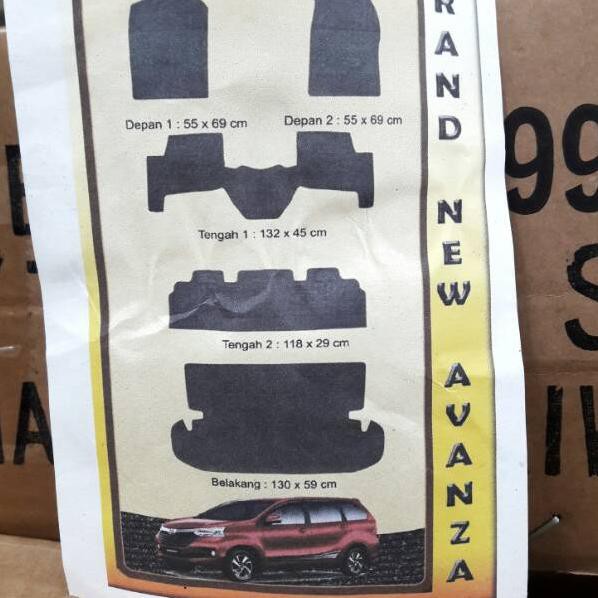 Depan 1 : 55 x 69 cm
Depan 2 : 55 x 69 cm
Tengah 1 : 132 x 45 cm
Tengah 2 : 118 x 29 cm
Belakang : 130 x 59 cm
RAND NEW AVANZA
99
S